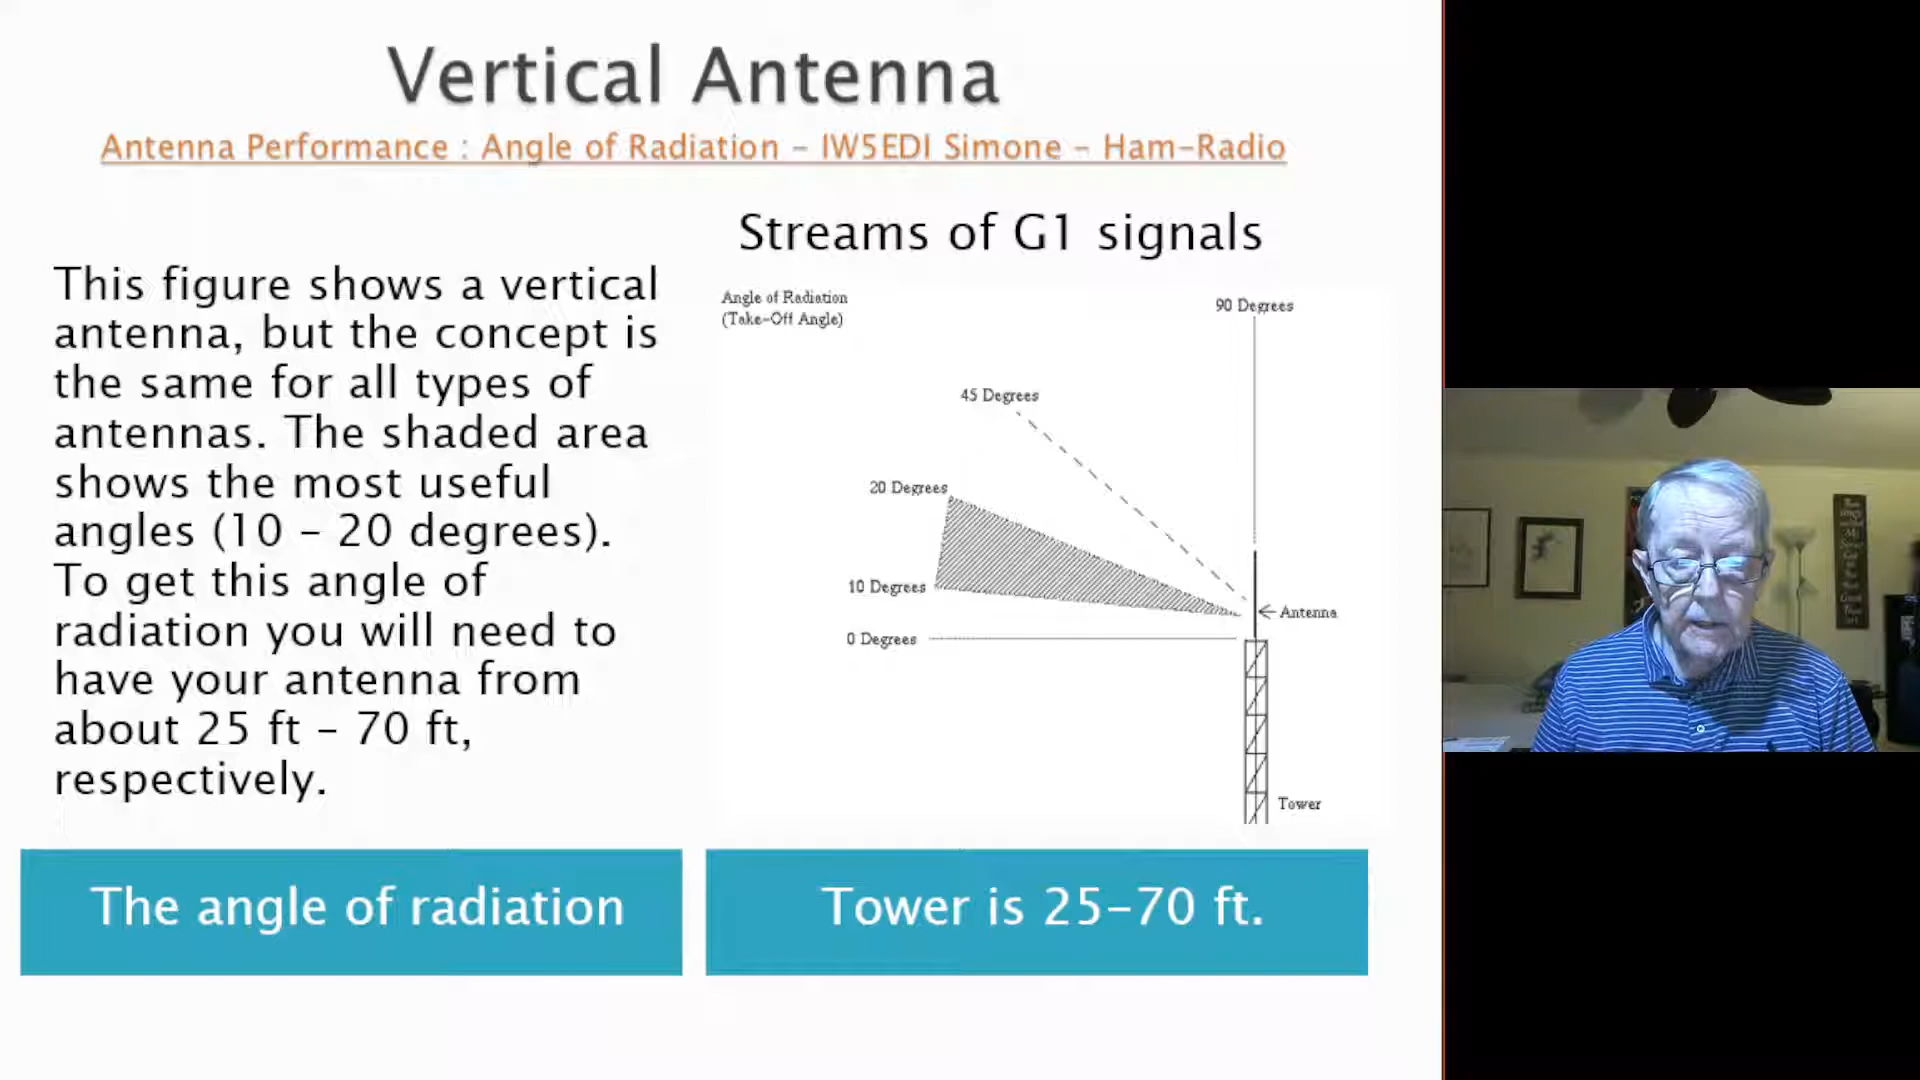 Vertical Antenna
Antenna Performance : Angle of Radiation – IW5EDI Simone – Ham-Radio
This figure shows a vertical
antenna, but the concept is
the same for all types of
antennas. The shaded area
shows the most useful
angles (10 – 20 degrees).
To get this angle of
radiation you will need to
have your antenna from
about 25 ft – 70 ft,
respectively.
Streams of G1 signals
Angle of Radiation
(Take-Off Angle)
90 Degrees
45 Degrees
20 Degrees
10 Degrees
Antenna
0 Degrees
Tower
The angle of radiation
Tower is 25-70 ft.